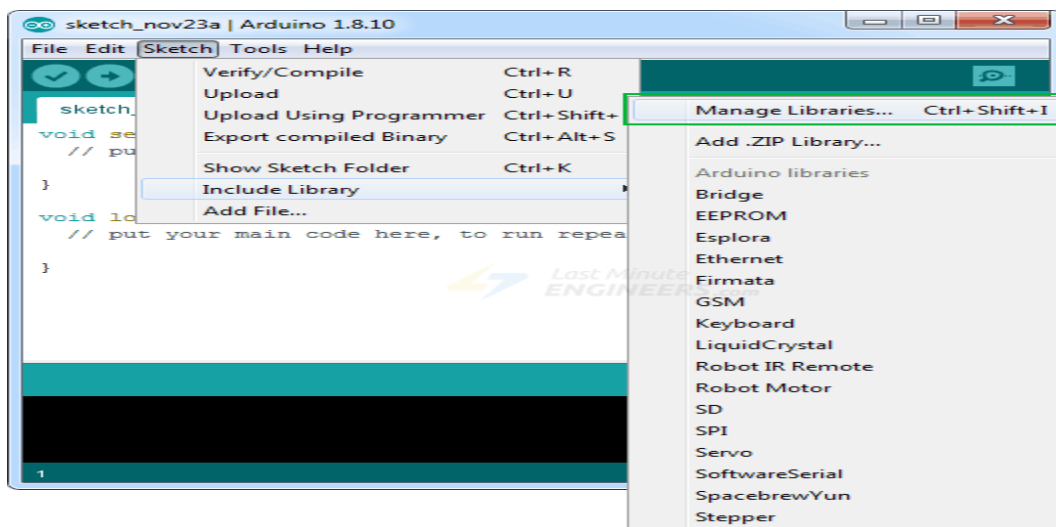 sketch_nov23a | Arduino 1.8.10
File Edit Sketch Tools Help
Verify/Compile Ctrl+R
Upload Ctrl+U
Upload Using Programmer Ctrl+Shift+
Export compiled Binary Ctrl+Alt+S
Show Sketch Folder Ctrl+K
Include Library
Add File...
Manage Libraries... Ctrl+Shift+I
Add .ZIP Library...
Arduino libraries
Bridge
EEPROM
Esplora
Ethernet
Firmata
GSM
Keyboard
LiquidCrystal
Robot IR Remote
Robot Motor
SD
SPI
Servo
SoftwareSerial
SpacebrewYun
Stepper
sketch_
void se
// pu
}
void lo
// put your main code here, to run repea
}
Last Minute
ENGINEERS.com
1